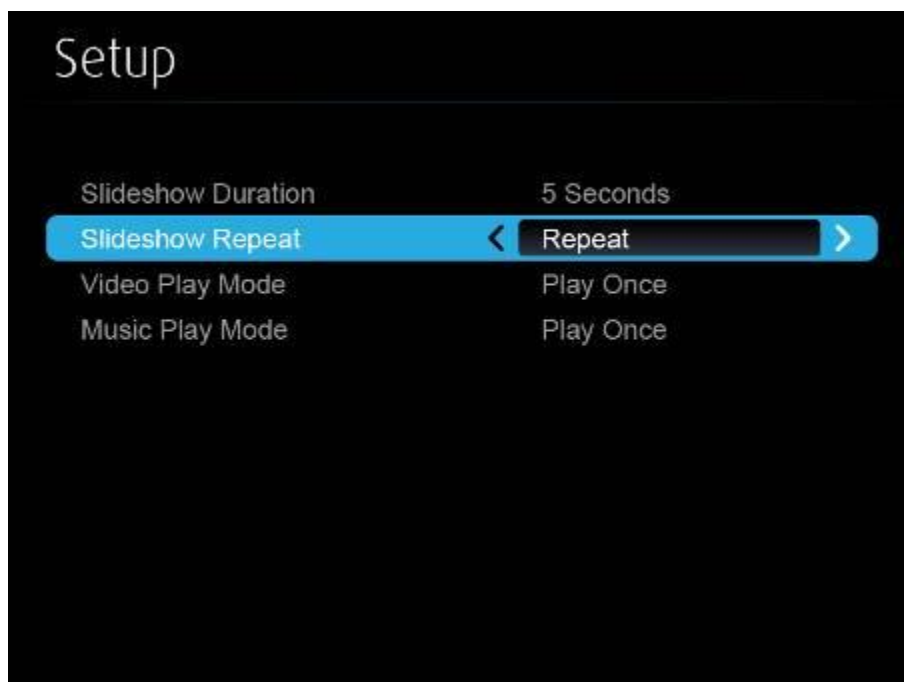 Setup
Slideshow Duration 5 Seconds
Slideshow Repeat Repeat
Video Play Mode Play Once
Music Play Mode Play Once